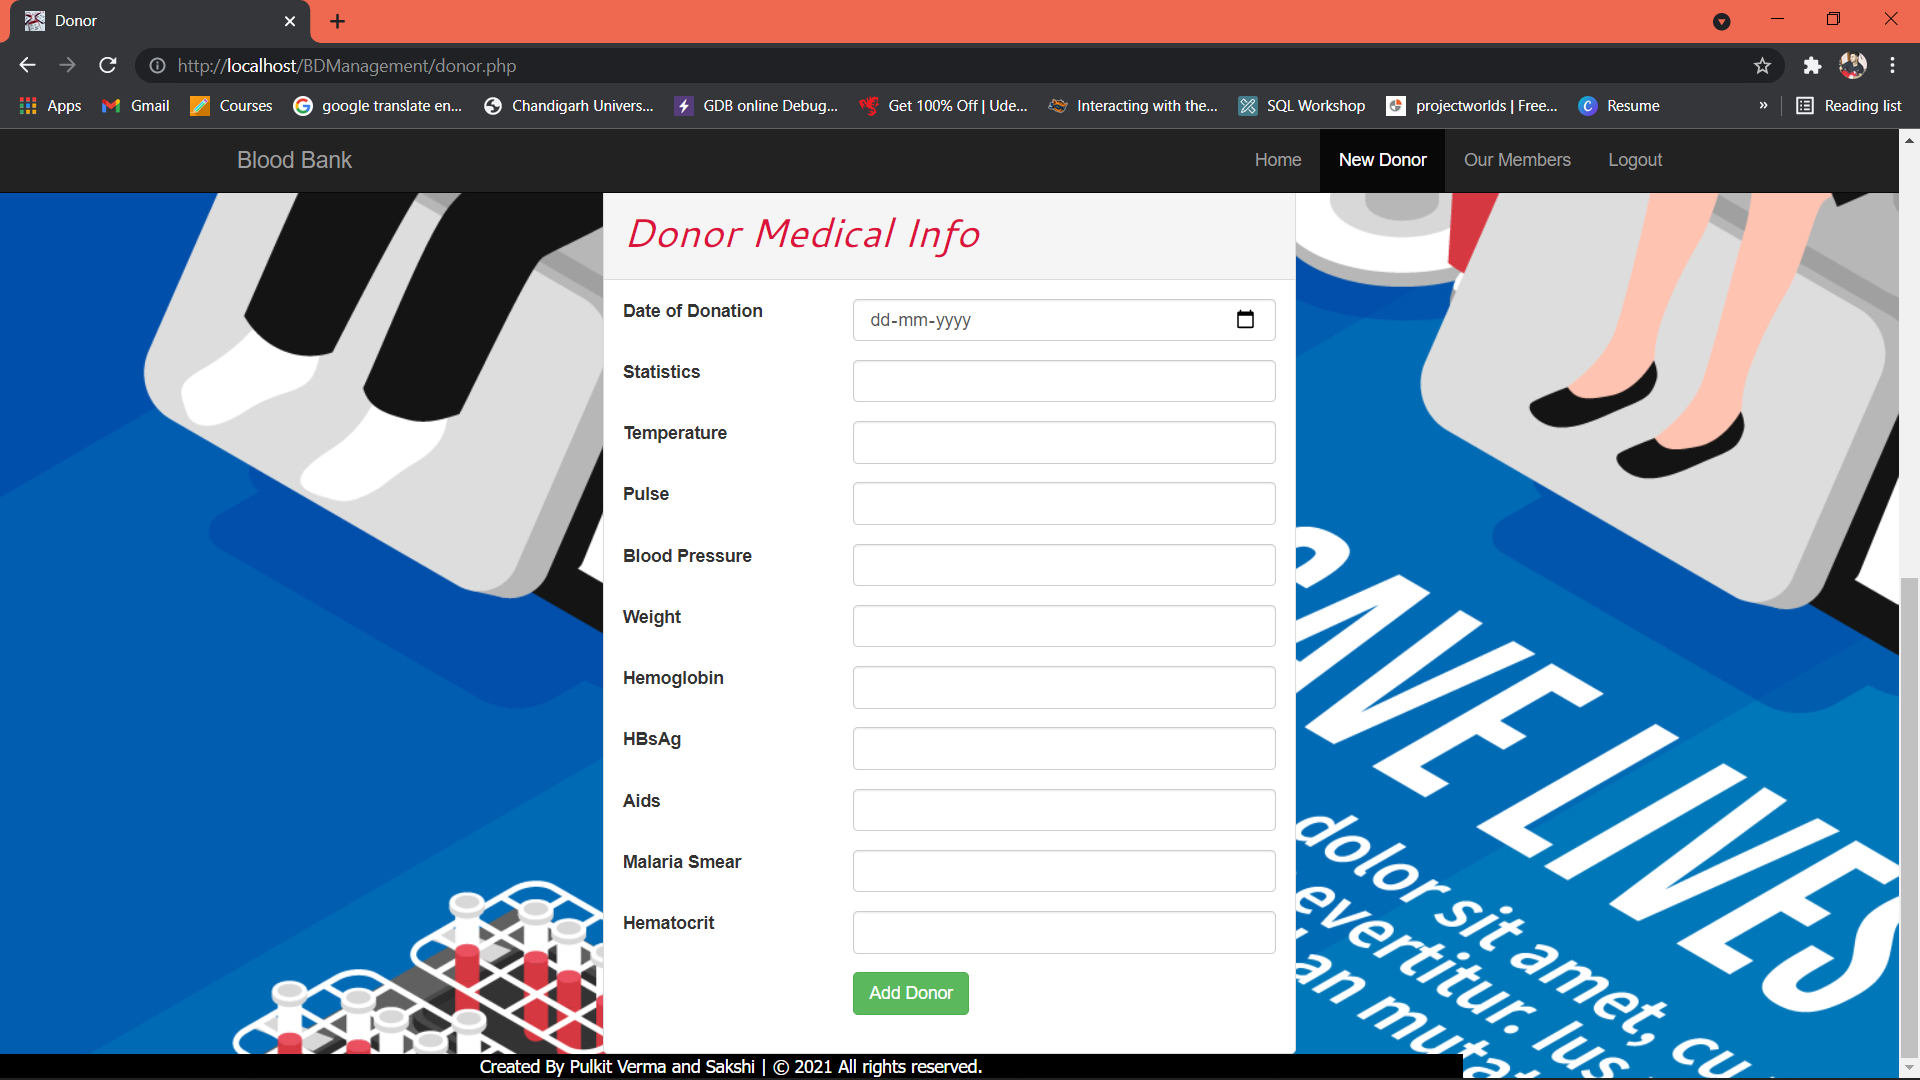 Donor
http://localhost/BDManagement/donor.php
Apps Gmail Courses google translate en... Chandigarh Univers... GDB online Debug... Get 100% Off | Ude... Interacting with the... SQL Workshop projectworlds | Free... Resume » Reading list
Blood Bank Home New Donor Our Members Logout
Donor Medical Info
Date of Donation dd-mm-yyyy
Statistics
Temperature
Pulse
Blood Pressure
Weight
Hemoglobin
HBsAg
Aids
Malaria Smear
Hematocrit
Add Donor
LIVES
dolor sit amet, cu
evertitur. Ius
an
Created By Pulkit Verma and Sakshi | © 2021 All rights reserved.